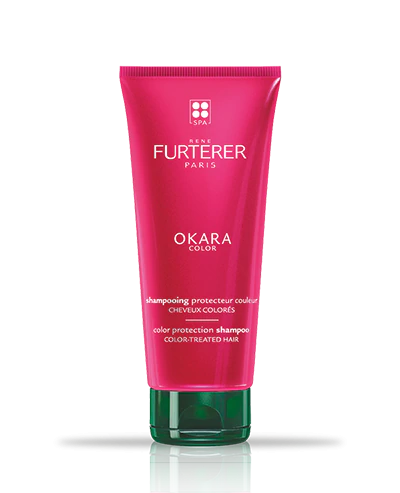 SPA
RENE
FURTERER
PARIS
OKARA
COLOR
shampooing protecteur couleur
CHEVEUX COLORÉS
color protection shampoo
COLOR-TREATED HAIR